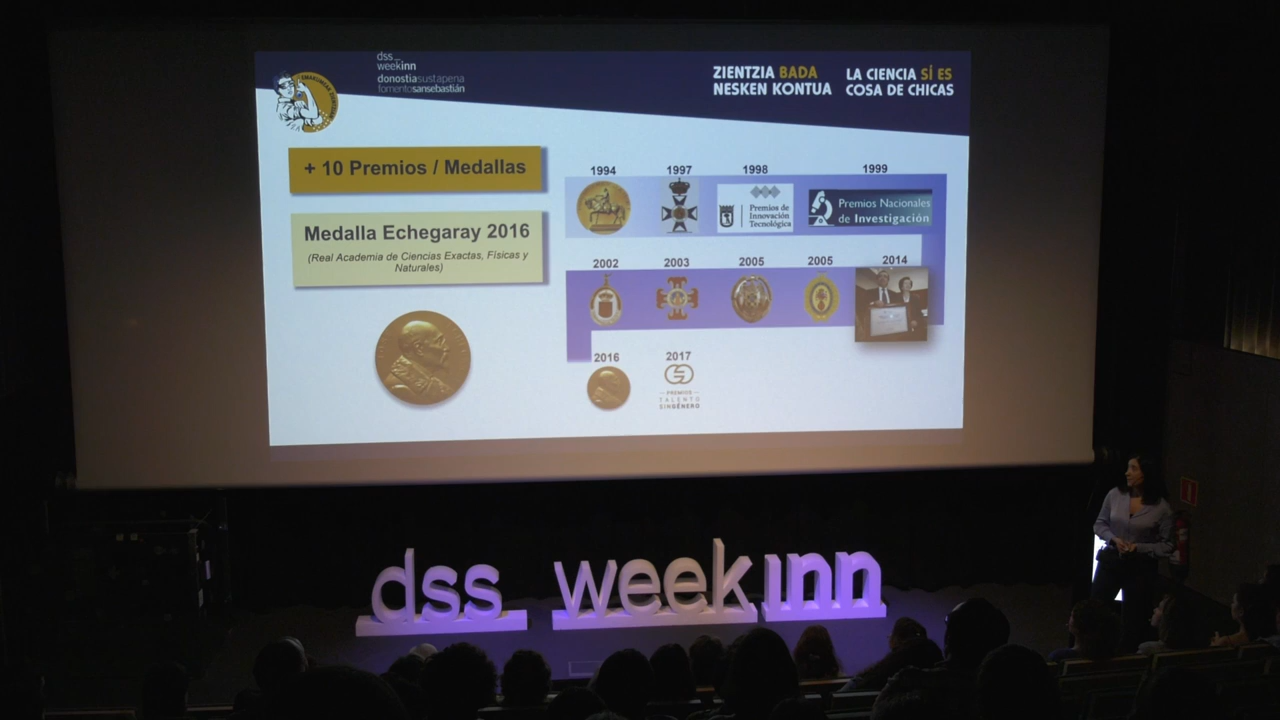 dss_
weekinn
donostiasustapena
fomentosansebastián
ZIENTZIA BADA
NESKEN KONTUA
LA CIENCIA SÍ ES
COSA DE CHICAS
+ 10 Premios / Medallas
Medalla Echegaray 2016
(Real Academia de Ciencias Exactas, Físicas y
Naturales)
1994
1997
1998
1999
Premios de
Innovación
Tecnológica
Premios Nacionales
de Investigación
2002
2003
2005
2005
2014
2016
2017
PREMIOS
TALENTO
SINGÉNERO
dss_ weekinn